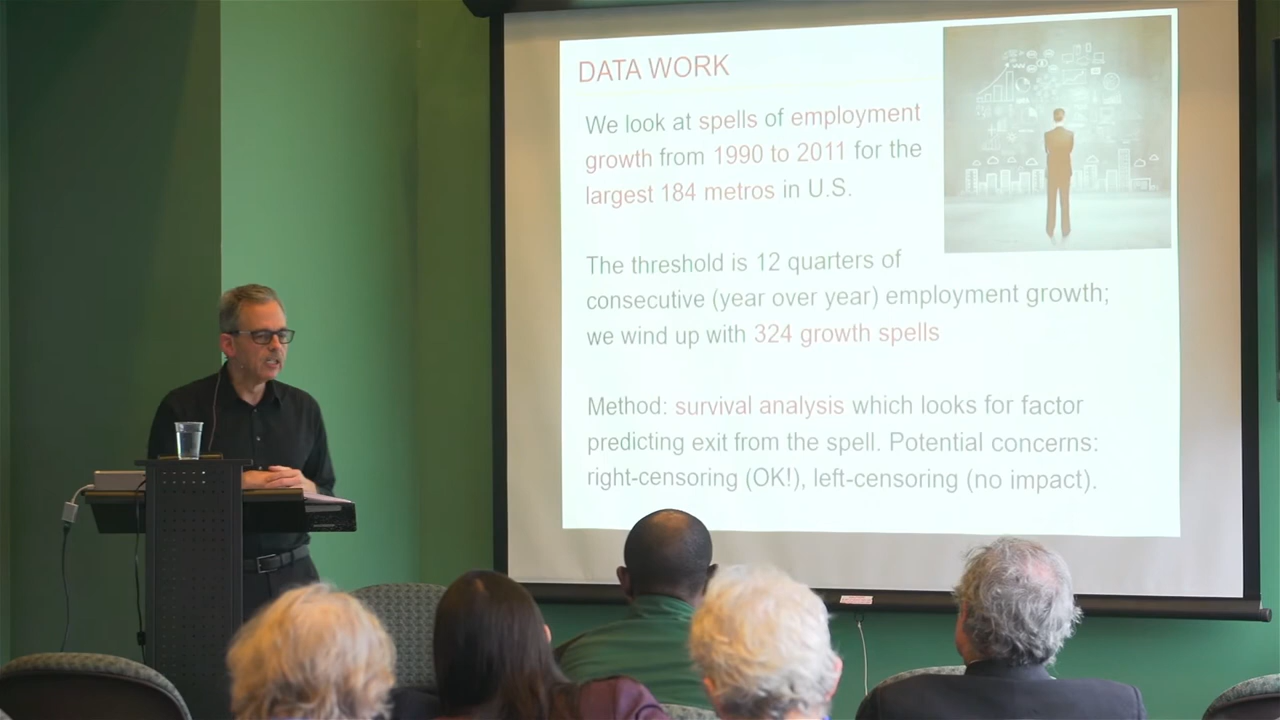 DATA WORK
We look at spells of employment
growth from 1990 to 2011 for the
largest 184 metros in U.S.
The threshold is 12 quarters of
consecutive (year over year) employment growth;
we wind up with 324 growth spells
Method: survival analysis which looks for factor
predicting exit from the spell. Potential concerns:
right-censoring (OK!), left-censoring (no impact).